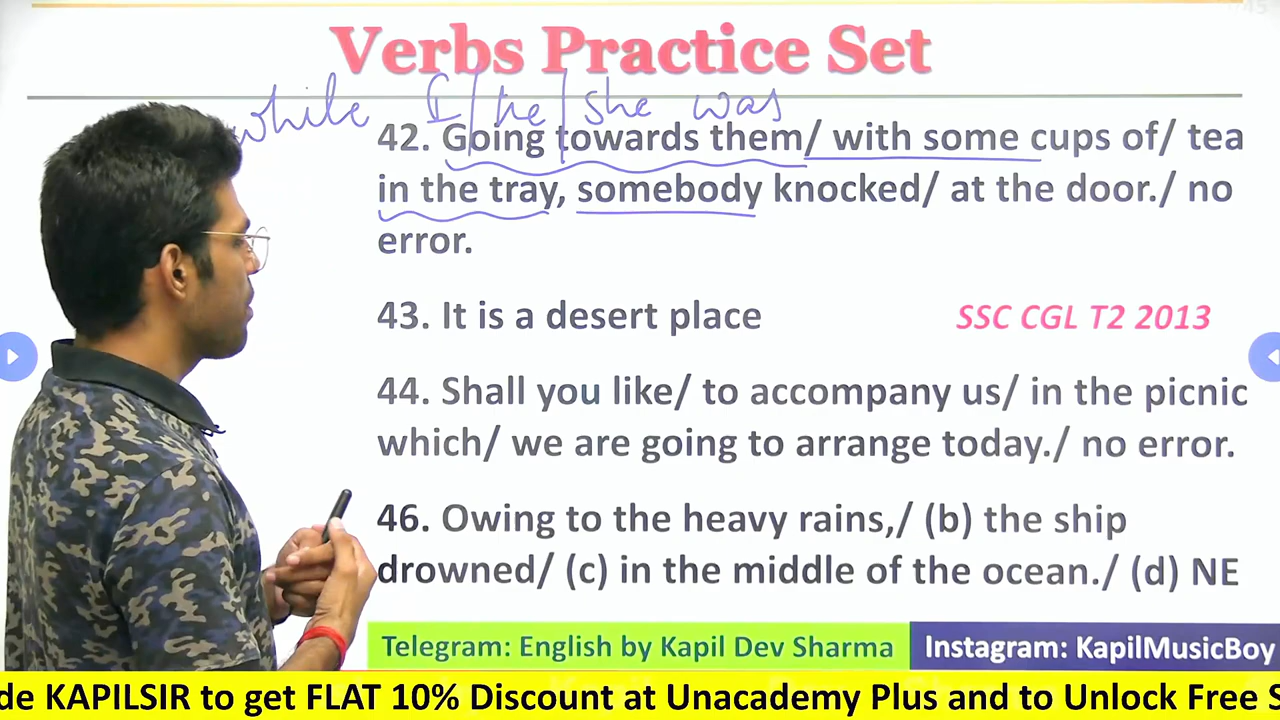 Verbs Practice Set
while I/he/she was
42. Going towards them/ with some cups of/ tea
in the tray, somebody knocked/ at the door./ no
error.
43. It is a desert place SSC CGL T2 2013
44. Shall you like/ to accompany us/ in the picnic
which/ we are going to arrange today./ no error.
46. Owing to the heavy rains,/ (b) the ship
drowned/ (c) in the middle of the ocean./ (d) NE
Telegram: English by Kapil Dev Sharma Instagram: KapilMusicBoy
de KAPILSIR to get FLAT 10% Discount at Unacademy Plus and to Unlock Free S